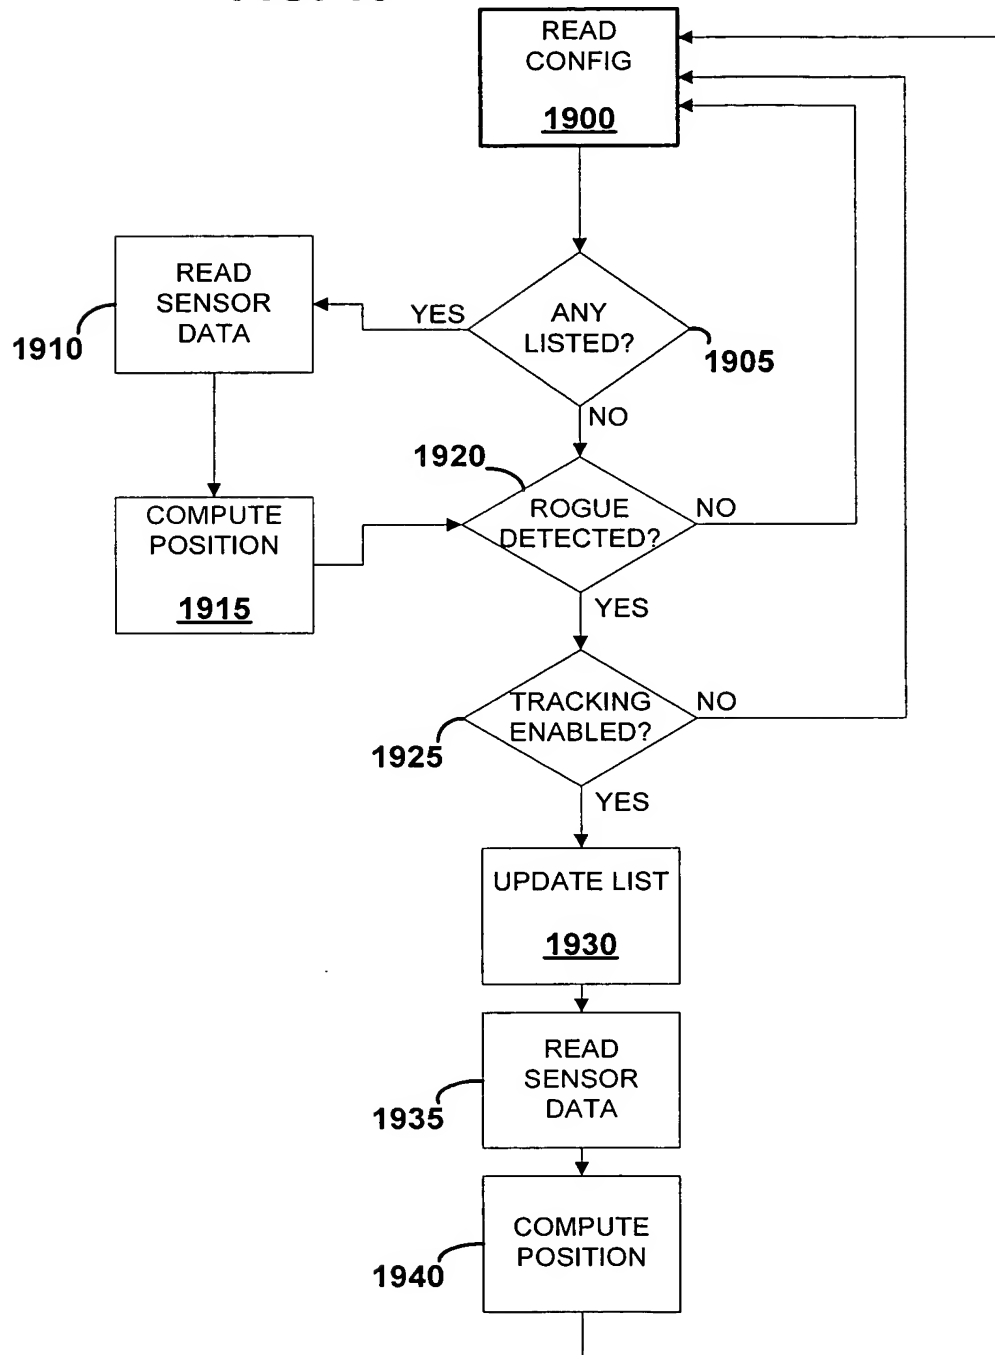 READ
CONFIG
1900
READ
SENSOR
DATA
1910
YES
ANY
LISTED?
1905
NO
1920
ROGUE
DETECTED?
NO
COMPUTE
POSITION
1915
YES
TRACKING
ENABLED?
NO
1925
YES
UPDATE LIST
1930
READ
SENSOR
DATA
1935
COMPUTE
POSITION
1940